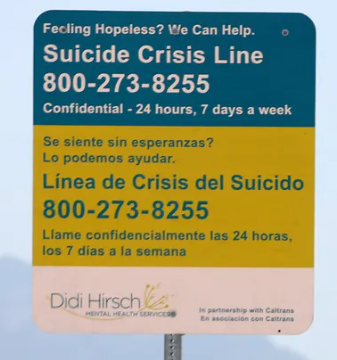 Feeling Hopeless? We Can Help.
Suicide Crisis Line
800-273-8255
Confidential - 24 hours, 7 days a week
Se siente sin esperanzas?
Lo podemos ayudar.
Línea de Crisis del Suicido
800-273-8255
Llame confidencialmente las 24 horas,
los 7 días a la semana
Didi Hirsch
MENTAL HEALTH SERVICES
In partnership with Caltrans
En asociación con Caltrans